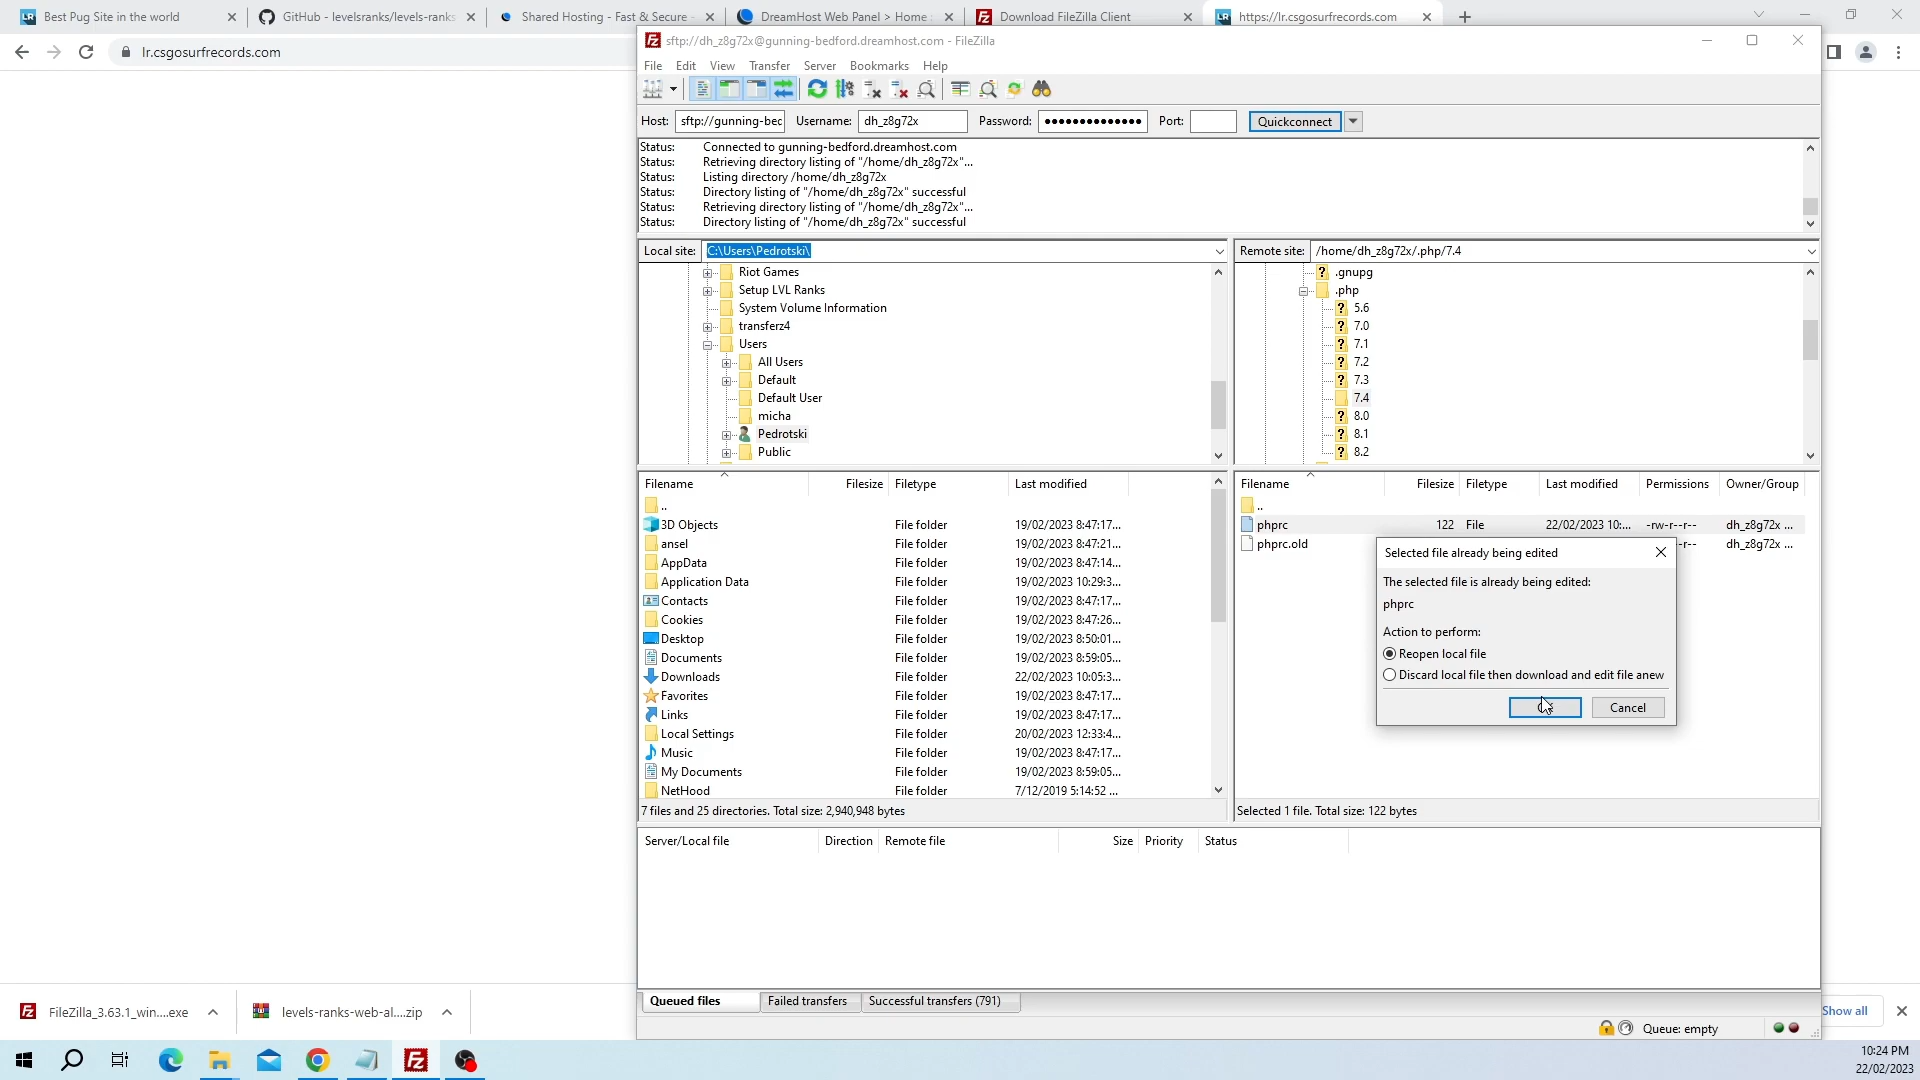 Best Pug Site in the world
GitHub - levelsranks/levels-ranks
Shared Hosting - Fast & Secure -
DreamHost Web Panel > Home :
Download FileZilla Client
https://lr.csgosurfrecords.com
lr.csgosurfrecords.com
sftp://dh_z8g72x@gunning-bedford.dreamhost.com - FileZilla
File Edit View Transfer Server Bookmarks Help
Host: sftp://gunning-bec Username: dh_z8g72x Password: ●●●●●●●●●●●●●● Port: Quickconnect
Status: Connected to gunning-bedford.dreamhost.com
Status: Retrieving directory listing of "/home/dh_z8g72x"...
Status: Listing directory /home/dh_z8g72x
Status: Directory listing of "/home/dh_z8g72x" successful
Status: Retrieving directory listing of "/home/dh_z8g72x"...
Status: Directory listing of "/home/dh_z8g72x" successful
Local site: C:\Users\Pedrotski\
Riot Games
Setup LVL Ranks
System Volume Information
transferz4
Users
All Users
Default
Default User
micha
Pedrotski
Public
Remote site: /home/dh_z8g72x/.php/7.4
.gnupg
.php
5.6
7.0
7.1
7.2
7.3
7.4
8.0
8.1
8.2
Filename Filesize Filetype Last modified
..
3D Objects File folder 19/02/2023 8:47:17...
ansel File folder 19/02/2023 8:47:21...
AppData File folder 19/02/2023 8:47:14...
Application Data File folder 19/02/2023 10:29:3...
Contacts File folder 19/02/2023 8:47:17...
Cookies File folder 19/02/2023 8:47:26...
Desktop File folder 19/02/2023 8:50:01...
Documents File folder 19/02/2023 8:59:05...
Downloads File folder 22/02/2023 10:05:3...
Favorites File folder 19/02/2023 8:47:17...
Links File folder 19/02/2023 8:47:17...
Local Settings File folder 20/02/2023 12:33:4...
Music File folder 19/02/2023 8:47:17...
My Documents File folder 19/02/2023 8:59:05...
NetHood File folder 7/12/2019 5:14:52 ...
7 files and 25 directories. Total size: 2,940,948 bytes
Filename Filesize Filetype Last modified Permissions Owner/Group
..
phprc 122 File 22/02/2023 10:... -rw-r--r-- dh_z8g72x ...
phprc.old -r-- dh_z8g72x ...
Selected file already being edited
The selected file is already being edited:
phprc
Action to perform:
Reopen local file
Discard local file then download and edit file anew
Cancel
Selected 1 file. Total size: 122 bytes
Server/Local file Direction Remote file Size Priority Status
Queued files Failed transfers Successful transfers (791)
Queue: empty
FileZilla_3.63.1_win....exe
levels-ranks-web-al....zip
Show all
10:24 PM
22/02/2023